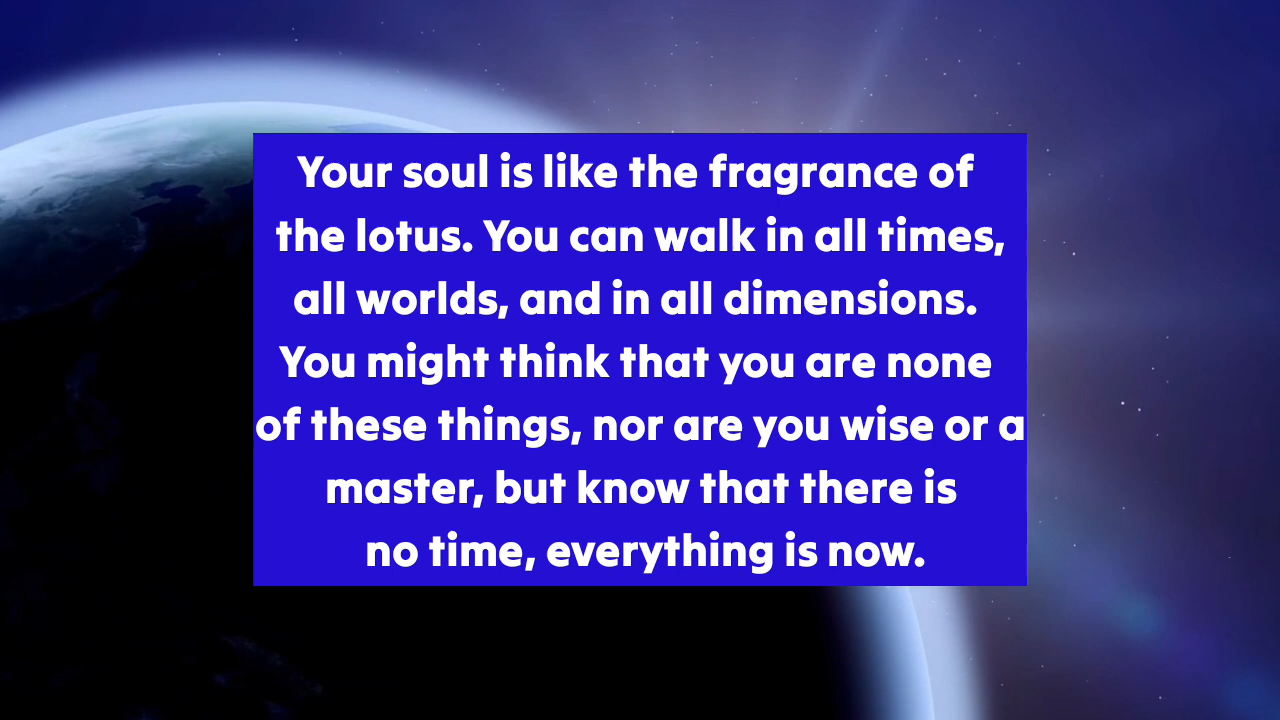 Your soul is like the fragrance of
the lotus. You can walk in all times,
all worlds, and in all dimensions.
You might think that you are none
of these things, nor are you wise or a
master, but know that there is
no time, everything is now.